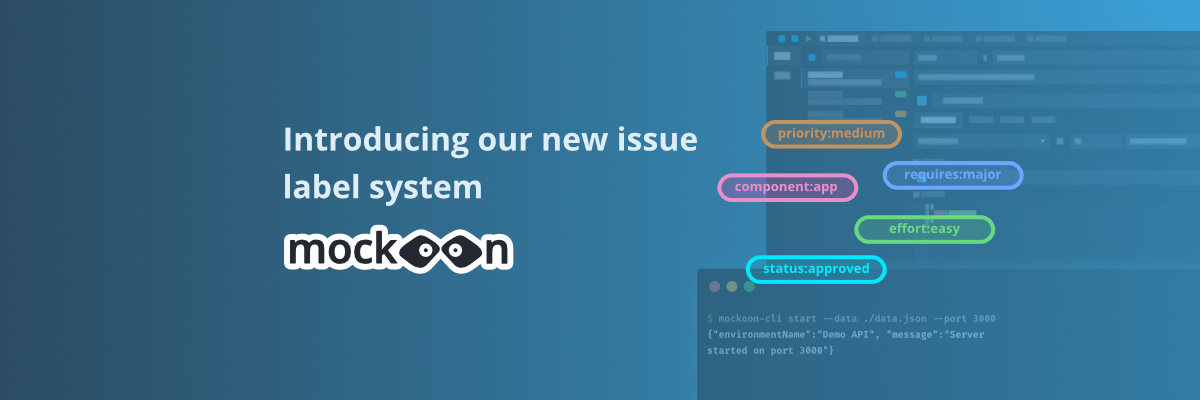 Introducing our new issue
label system
mockoon
priority:medium
requires:major
component:app
effort:easy
status:approved
$ mockoon-cli start --data ./data.json --port 3000
{"environmentName":"Demo API", "message":"Server
started on port 3000"}